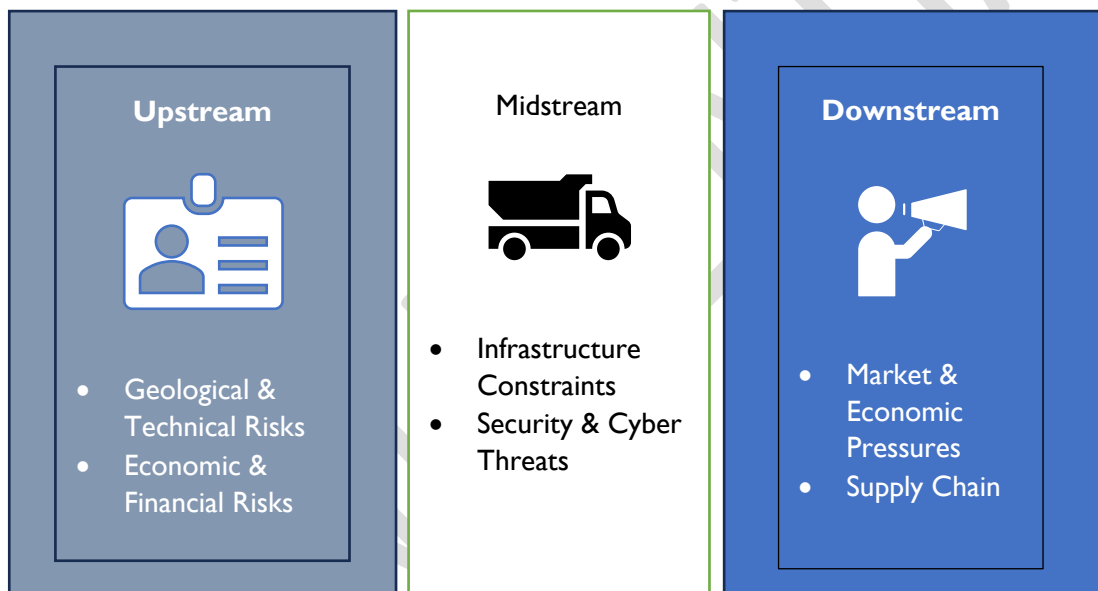 Upstream
• Geological &
Technical Risks
• Economic &
Financial Risks
Midstream
• Infrastructure
Constraints
• Security & Cyber
Threats
Downstream
• Market &
Economic
Pressures
• Supply Chain